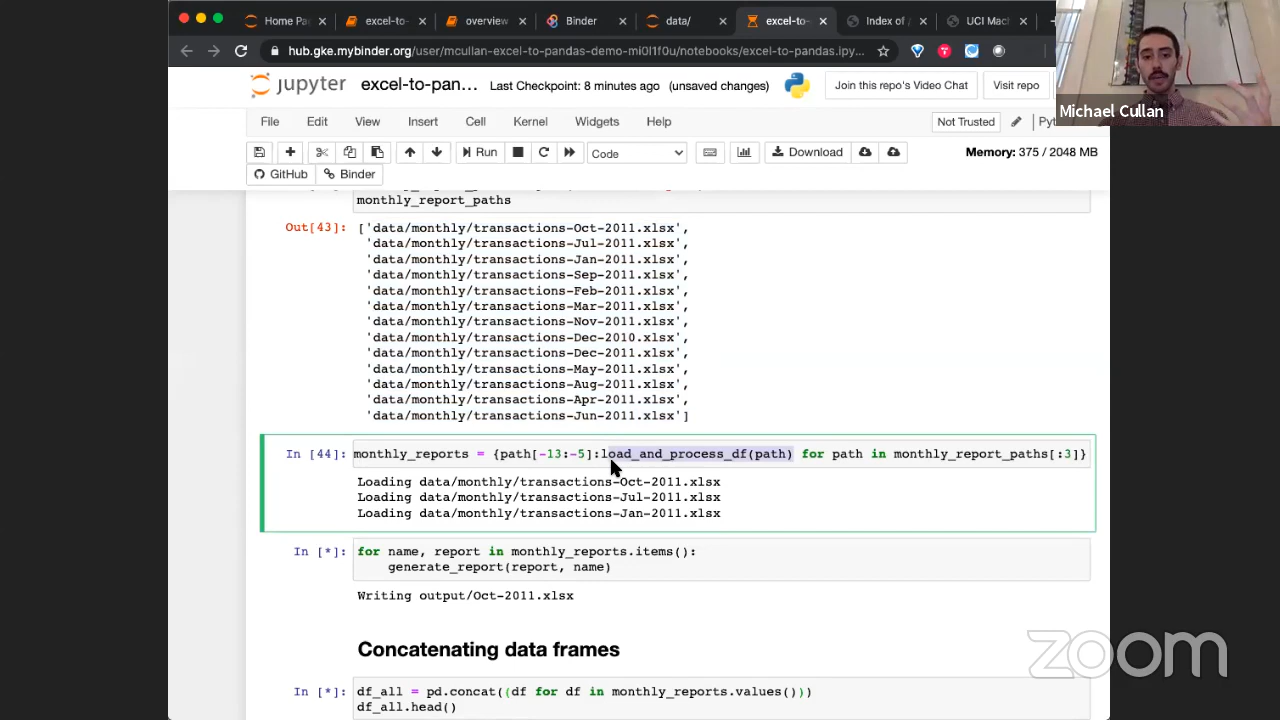 Home Pa
excel-to-
overview
Binder
data/
excel-to-
Index of /
UCI Mach
hub.gke.mybinder.org/user/mcullan-excel-to-pandas-demo-mi0l1f0u/notebooks/excel-to-pandas.ipy...
jupyter excel-to-pan... Last Checkpoint: 8 minutes ago (unsaved changes)
Join this repo's Video Chat
Visit repo
Michael Cullan
File Edit View Insert Cell Kernel Widgets Help
Not Trusted
Pyt
Run
Code
Download
Memory: 375 / 2048 MB
GitHub
Binder
monthly_report_paths
Out[43]: ['data/monthly/transactions-Oct-2011.xlsx',
'data/monthly/transactions-Jul-2011.xlsx',
'data/monthly/transactions-Jan-2011.xlsx',
'data/monthly/transactions-Sep-2011.xlsx',
'data/monthly/transactions-Feb-2011.xlsx',
'data/monthly/transactions-Mar-2011.xlsx',
'data/monthly/transactions-Nov-2011.xlsx',
'data/monthly/transactions-Dec-2010.xlsx',
'data/monthly/transactions-Dec-2011.xlsx',
'data/monthly/transactions-May-2011.xlsx',
'data/monthly/transactions-Aug-2011.xlsx',
'data/monthly/transactions-Apr-2011.xlsx',
'data/monthly/transactions-Jun-2011.xlsx']
In [44]: monthly_reports = {path[-13:-5]:load_and_process_df(path) for path in monthly_report_paths[:3]}
Loading data/monthly/transactions-Oct-2011.xlsx
Loading data/monthly/transactions-Jul-2011.xlsx
Loading data/monthly/transactions-Jan-2011.xlsx
In [*]: for name, report in monthly_reports.items():
generate_report(report, name)
Writing output/Oct-2011.xlsx
Concatenating data frames
zoom
In [*]: df_all = pd.concat((df for df in monthly_reports.values()))
df_all.head()